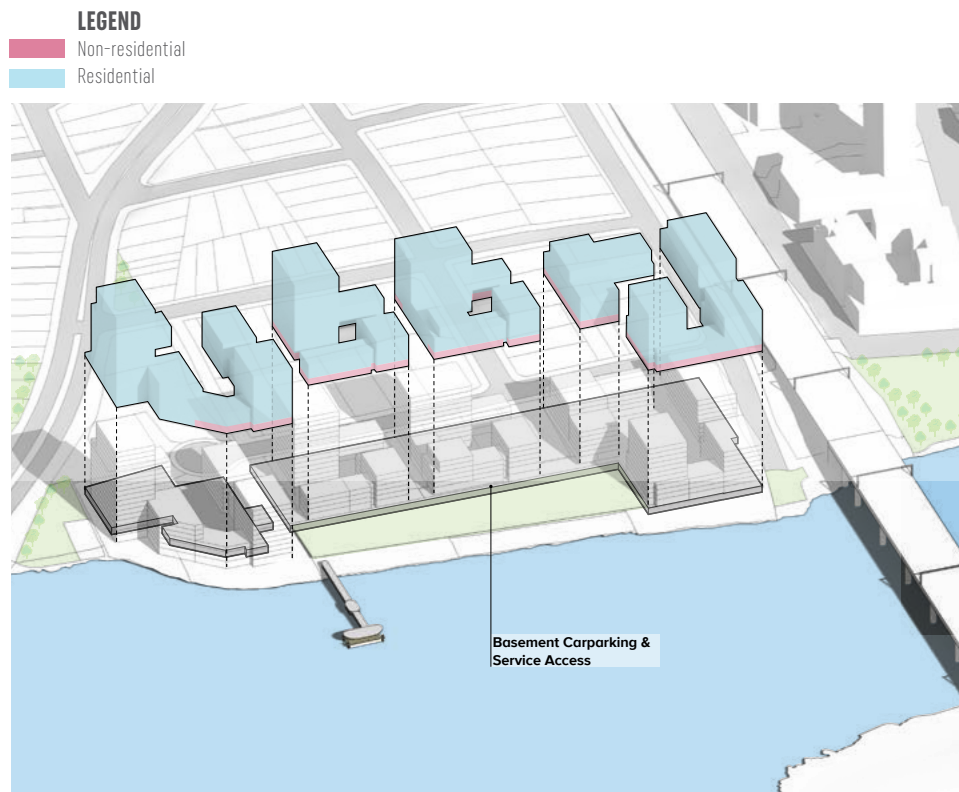 LEGEND
Non-residential
Residential
Basement Carparking &
Service Access